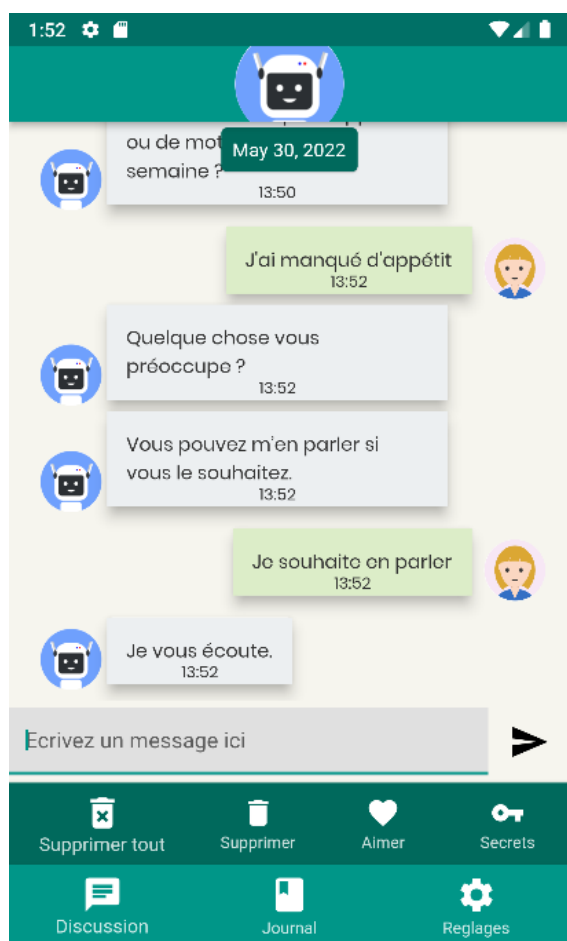 1:52
ou de mot
May 30, 2022
semaine ?
13:50
J'ai manqué d'appétit
13:52
Quelque chose vous
préoccupe ?
13:52
Vous pouvez m'en parler si
vous le souhaitez.
13:52
Je souhaite en parler
13:52
Je vous écoute.
13:52
Ecrivez un message ici
Supprimer tout
Supprimer
Aimer
Secrets
Discussion
Journal
Reglages